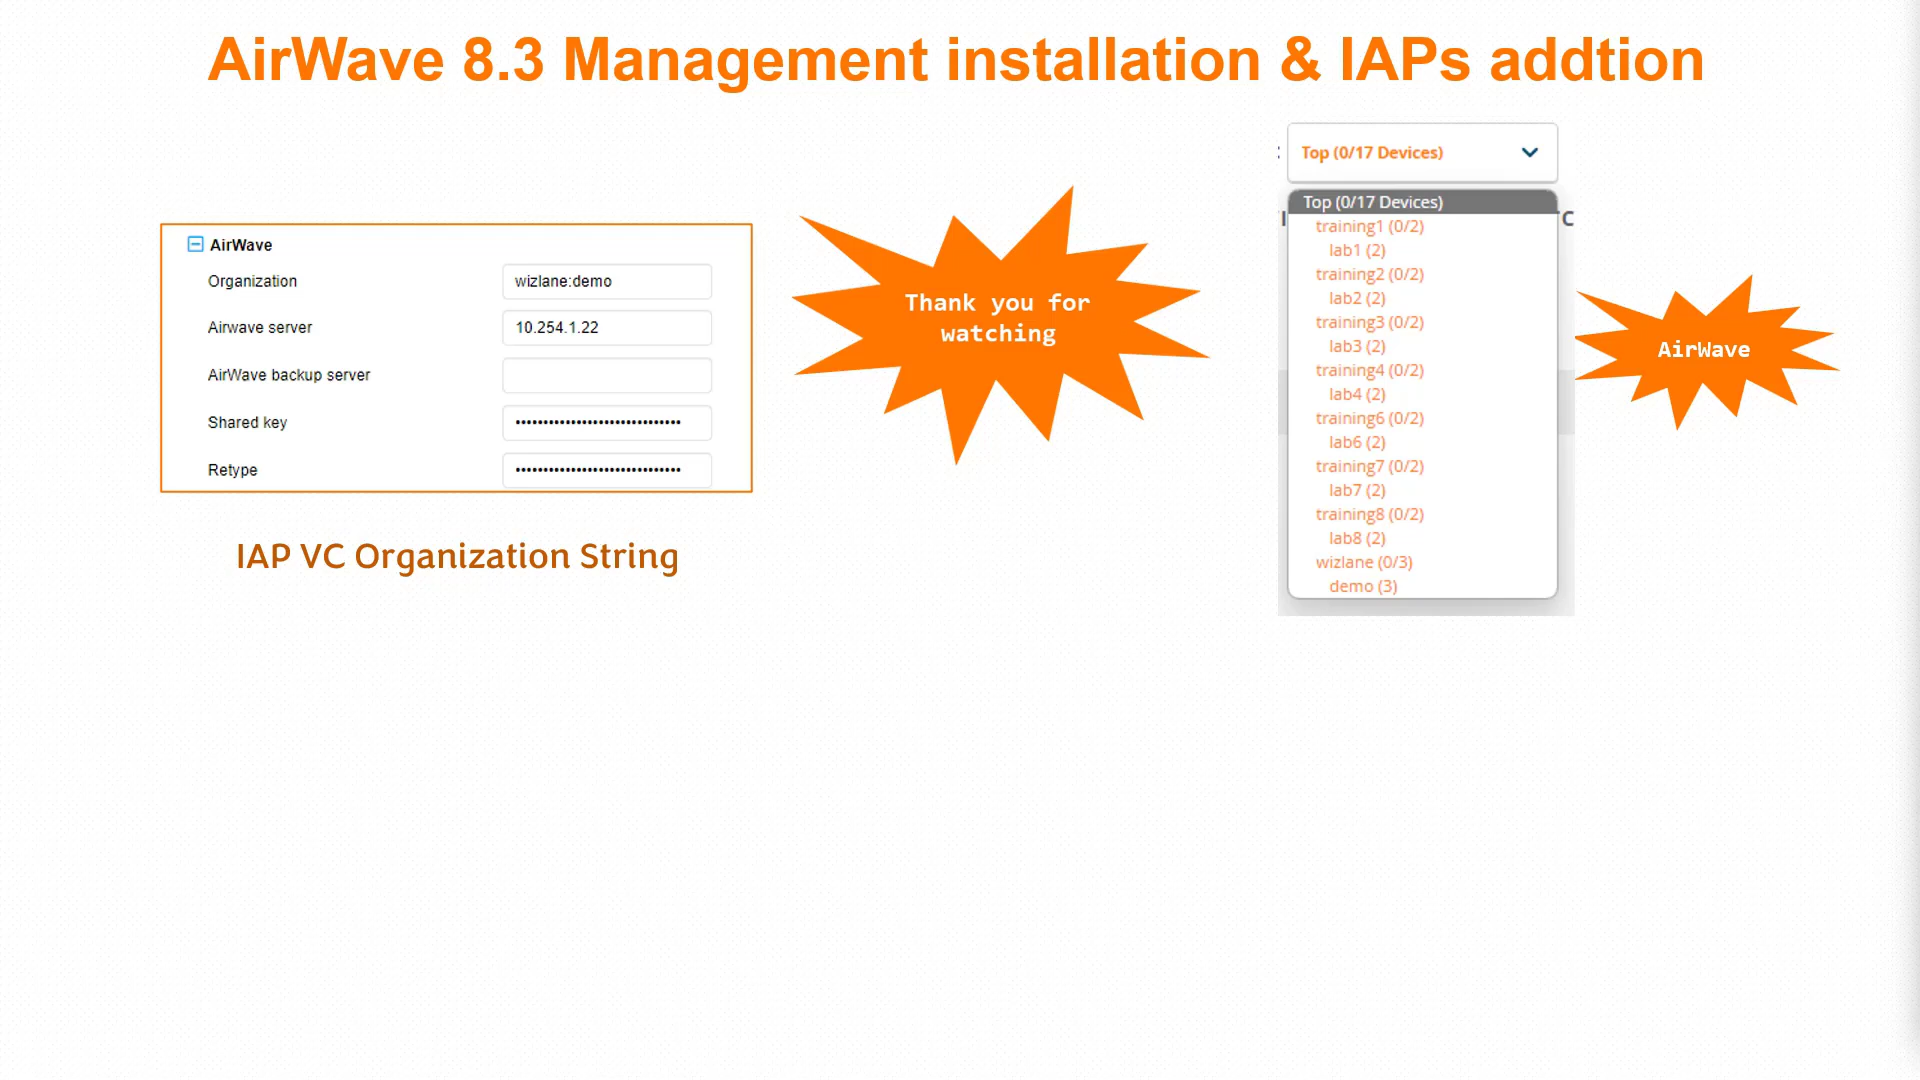 AirWave 8.3 Management installation & IAPs addtion
AirWave
Organization
wizlane:demo
Airwave server
10.254.1.22
AirWave backup server
Shared key
••••••••••••••••••••••••••••••
Retype
••••••••••••••••••••••••••••••
IAP VC Organization String
Thank you for
watching
: Top (0/17 Devices)
Top (0/17 Devices)
training1 (0/2)
lab1 (2)
training2 (0/2)
lab2 (2)
training3 (0/2)
lab3 (2)
training4 (0/2)
lab4 (2)
training6 (0/2)
lab6 (2)
training7 (0/2)
lab7 (2)
training8 (0/2)
lab8 (2)
wizlane (0/3)
demo (3)
AirWave